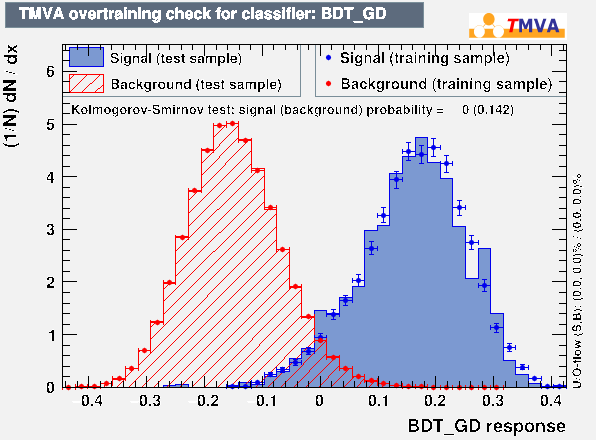 TMVA overtraining check for classifier: BDT_GD
TMVA
Signal (test sample)
Background (test sample)
Signal (training sample)
Background (training sample)
Kolmogorov-Smirnov test: signal (background) probability = 0 (0.142)
(1/N) dN / dx
6
5
4
3
2
1
0
−0.4 −0.3 −0.2 −0.1 0 0.1 0.2 0.3 0.4
BDT_GD response
U/O-flow (S,B): (0.0, 0.0)% / (0.0, 0.0)%